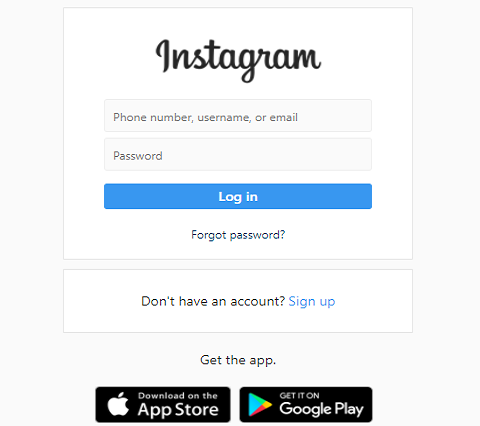 Instagram
Phone number, username, or email
Password
Log in
Forgot password?
Don't have an account? Sign up
Get the app.
Download on the
App Store
GET IT ON
Google Play